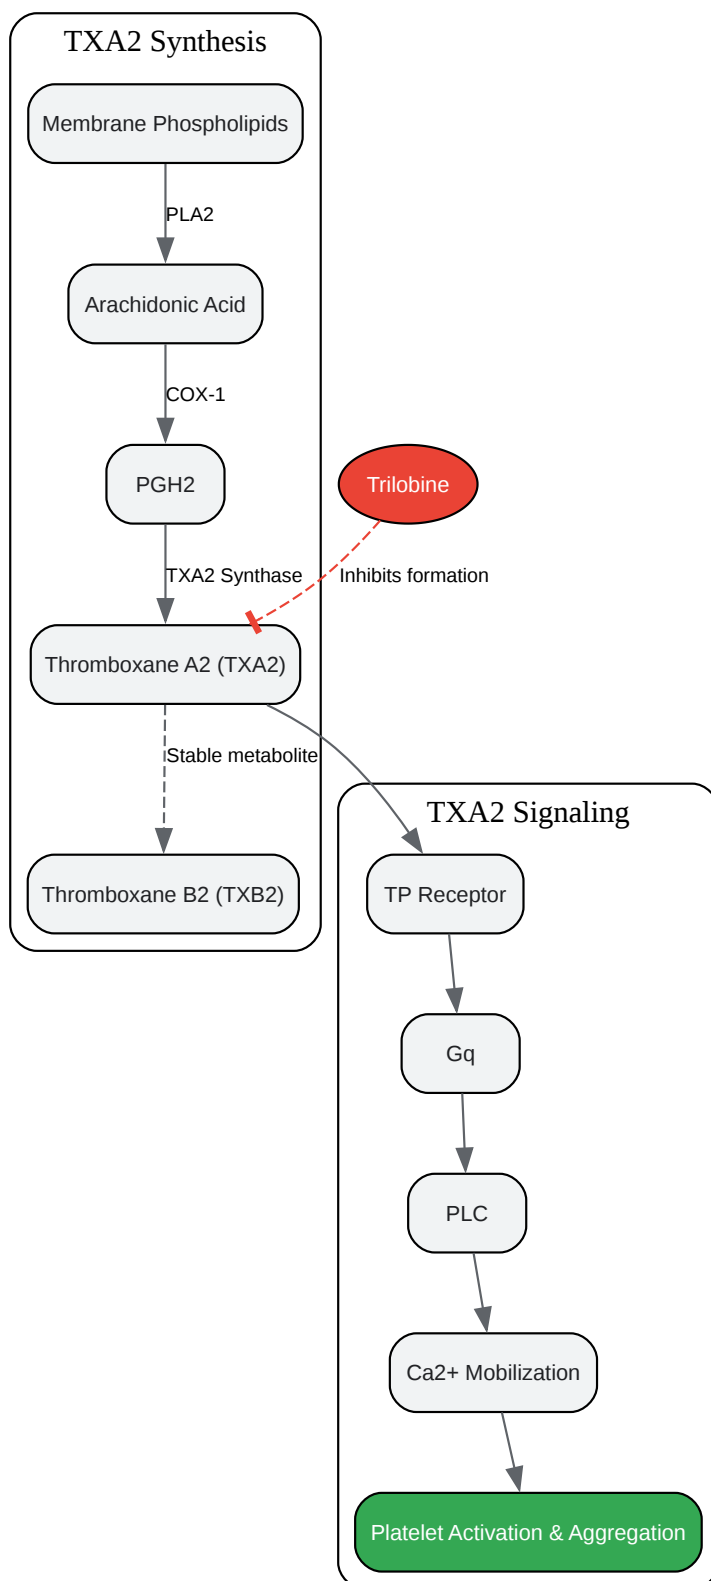 TXA2 Synthesis
Membrane Phospholipids
PLA2
Arachidonic Acid
COX-1
PGH2
Trilobine
TXA2 Synthase
Inhibits formation
Thromboxane A2 (TXA2)
Stable metabolite
Thromboxane B2 (TXB2)
TXA2 Signaling
TP Receptor
Gq
PLC
Ca2+ Mobilization
Platelet Activation & Aggregation